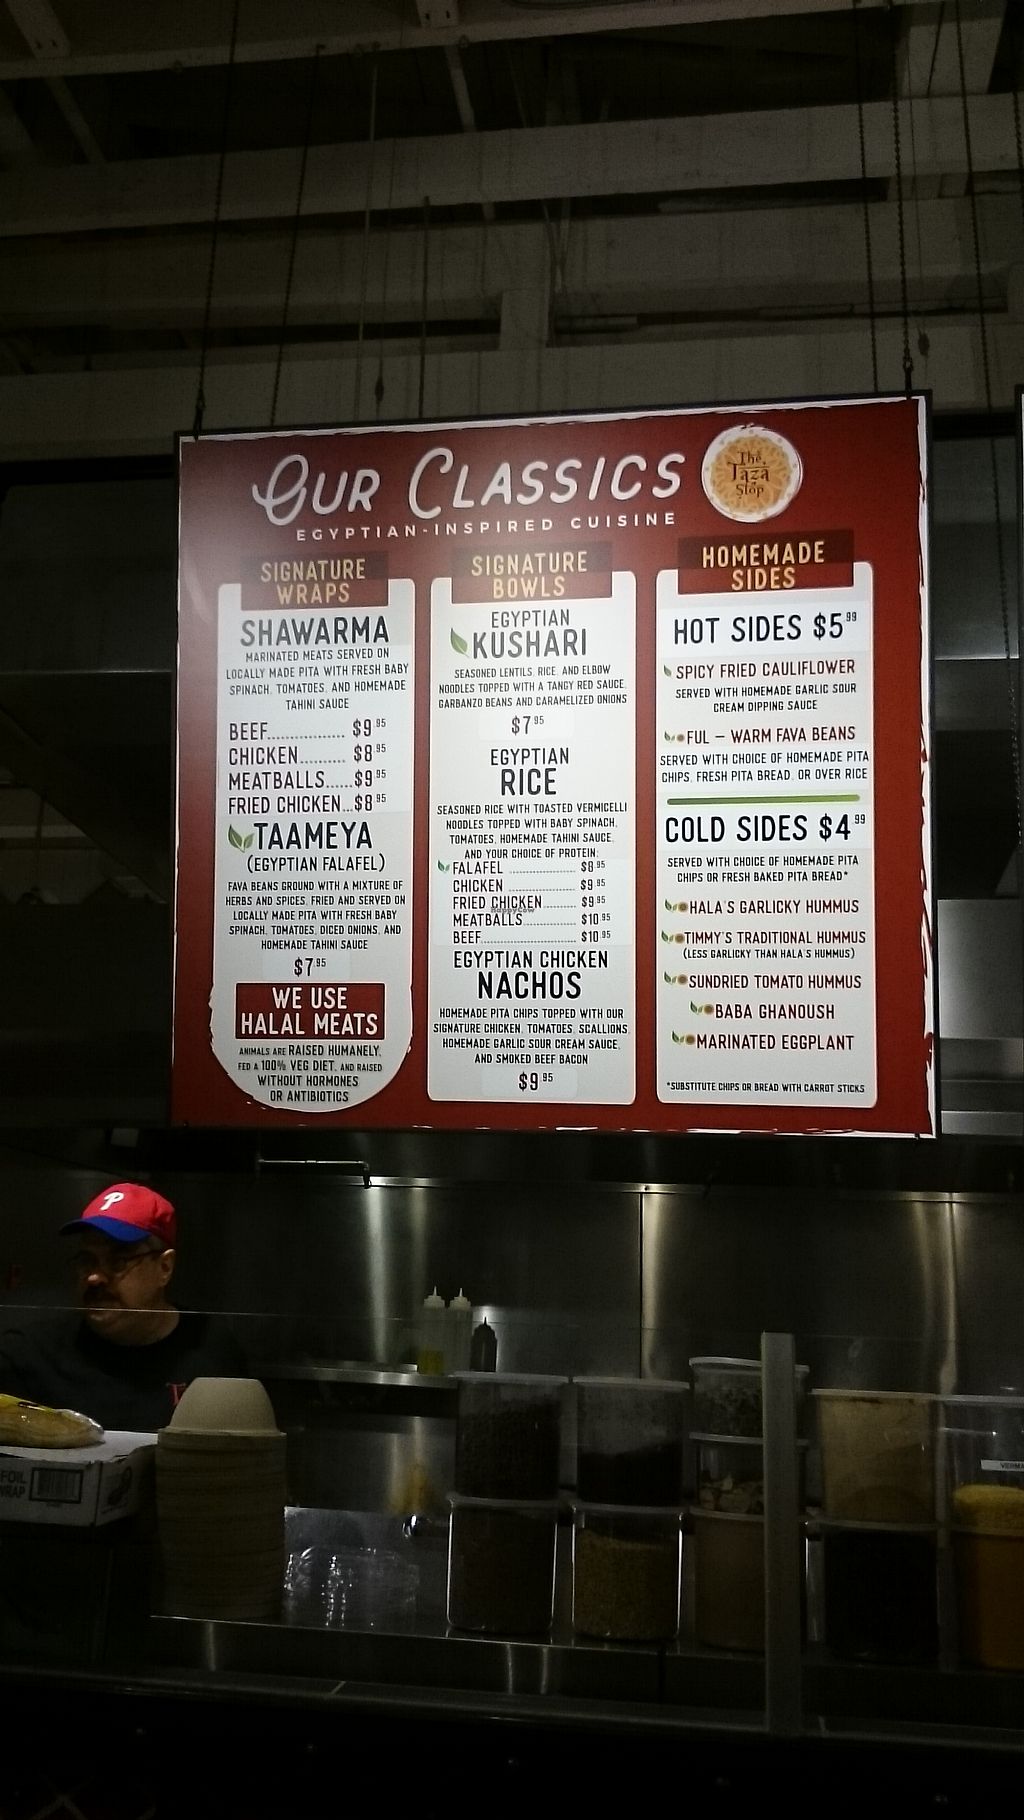 OUR CLASSICS
EGYPTIAN-INSPIRED CUISINE
The
Taza
Stop
SIGNATURE
WRAPS
SHAWARMA
MARINATED MEATS SERVED ON
LOCALLY MADE PITA WITH FRESH BABY
SPINACH, TOMATOES, AND HOMEMADE
TAHINI SAUCE
BEEF................. $9.95
CHICKEN.......... $8.95
MEATBALLS......$9.95
FRIED CHICKEN...$8.95
TAAMEYA
(EGYPTIAN FALAFEL)
FAVA BEANS GROUND WITH A MIXTURE OF
HERBS AND SPICES, FRIED AND SERVED ON
LOCALLY MADE PITA WITH FRESH BABY
SPINACH, TOMATOES, DICED ONIONS, AND
HOMEMADE TAHINI SAUCE
$7.95
WE USE
HALAL MEATS
ANIMALS ARE RAISED HUMANELY,
FED A 100% VEG DIET, AND RAISED
WITHOUT HORMONES
OR ANTIBIOTICS
SIGNATURE
BOWLS
EGYPTIAN
KUSHARI
SEASONED LENTILS, RICE, AND ELBOW
NOODLES TOPPED WITH A TANGY RED SAUCE,
GARBANZO BEANS AND CARAMELIZED ONIONS
$7.95
EGYPTIAN
RICE
SEASONED RICE WITH TOASTED VERMICELLI
NOODLES TOPPED WITH BABY SPINACH,
TOMATOES, HOMEMADE TAHINI SAUCE,
AND YOUR CHOICE OF PROTEIN:
FALAFEL .................... $8.95
CHICKEN .................... $9.95
FRIED CHICKEN............ $9.95
HappyCow
MEATBALLS................. $10.95
BEEF........................... $10.95
EGYPTIAN CHICKEN
NACHOS
HOMEMADE PITA CHIPS TOPPED WITH OUR
SIGNATURE CHICKEN, TOMATOES, SCALLIONS,
HOMEMADE GARLIC SOUR CREAM SAUCE,
AND SMOKED BEEF BACON
$9.95
HOMEMADE
SIDES
HOT SIDES $5.99
SPICY FRIED CAULIFLOWER
SERVED WITH HOMEMADE GARLIC SOUR
CREAM DIPPING SAUCE
FUL – WARM FAVA BEANS
SERVED WITH CHOICE OF HOMEMADE PITA
CHIPS, FRESH PITA BREAD, OR OVER RICE
COLD SIDES $4.99
SERVED WITH CHOICE OF HOMEMADE PITA
CHIPS OR FRESH BAKED PITA BREAD*
HALA'S GARLICKY HUMMUS
TIMMY'S TRADITIONAL HUMMUS
(LESS GARLICKY THAN HALA'S HUMMUS)
SUNDRIED TOMATO HUMMUS
BABA GHANOUSH
MARINATED EGGPLANT
*SUBSTITUTE CHIPS OR BREAD WITH CARROT STICKS
P
FOIL
WRAP